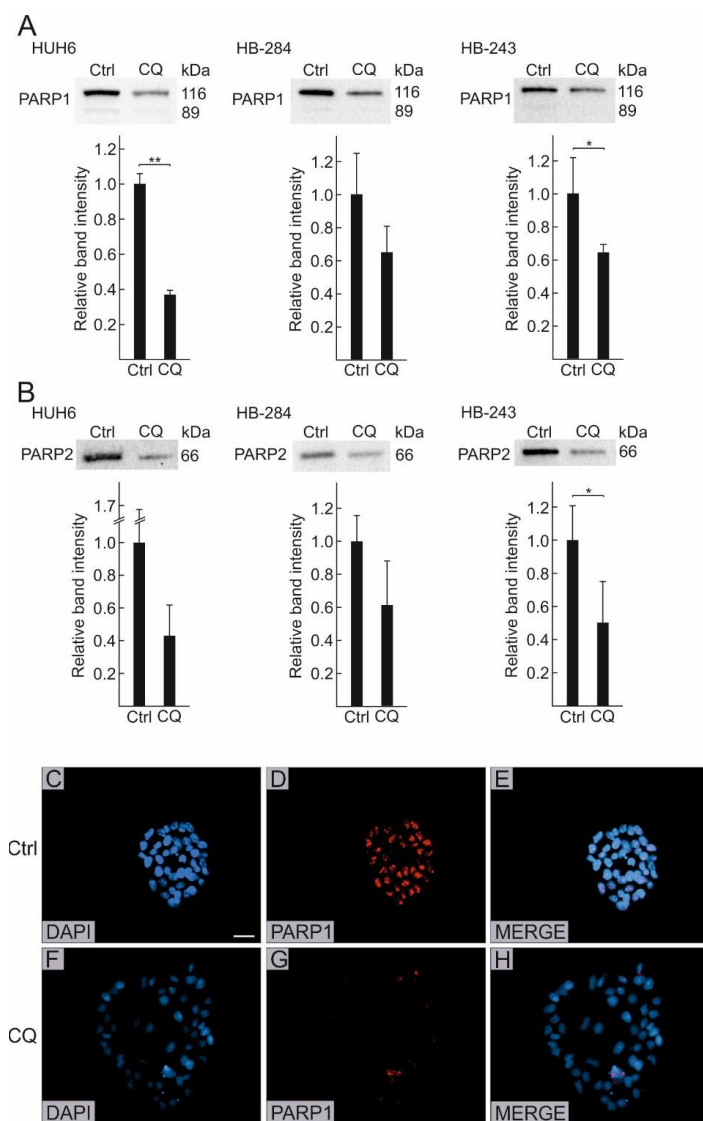 A
HUH6 HB-284 HB-243
Ctrl CQ kDa Ctrl CQ kDa Ctrl CQ kDa
PARP1 116 PARP1 116 PARP1 116
89 89 89
** *
Relative band intensity Relative band intensity Relative band intensity
1.2 1.2 1.2
1.0 1.0 1.0
0.8 0.8 0.8
0.6 0.6 0.6
0.4 0.4 0.4
0.2 0.2 0.2
Ctrl CQ Ctrl CQ Ctrl CQ
B
HUH6 HB-284 HB-243
Ctrl CQ kDa Ctrl CQ kDa Ctrl CQ kDa
PARP2 66 PARP2 66 PARP2 66
*
Relative band intensity Relative band intensity Relative band intensity
1.7 1.2 1.2
1.0 1.0 1.0
0.8 0.8 0.8
0.6 0.6 0.6
0.4 0.4 0.4
0.2 0.2 0.2
Ctrl CQ Ctrl CQ Ctrl CQ
C D E
Ctrl
DAPI PARP1 MERGE
F G H
CQ
DAPI PARP1 MERGE